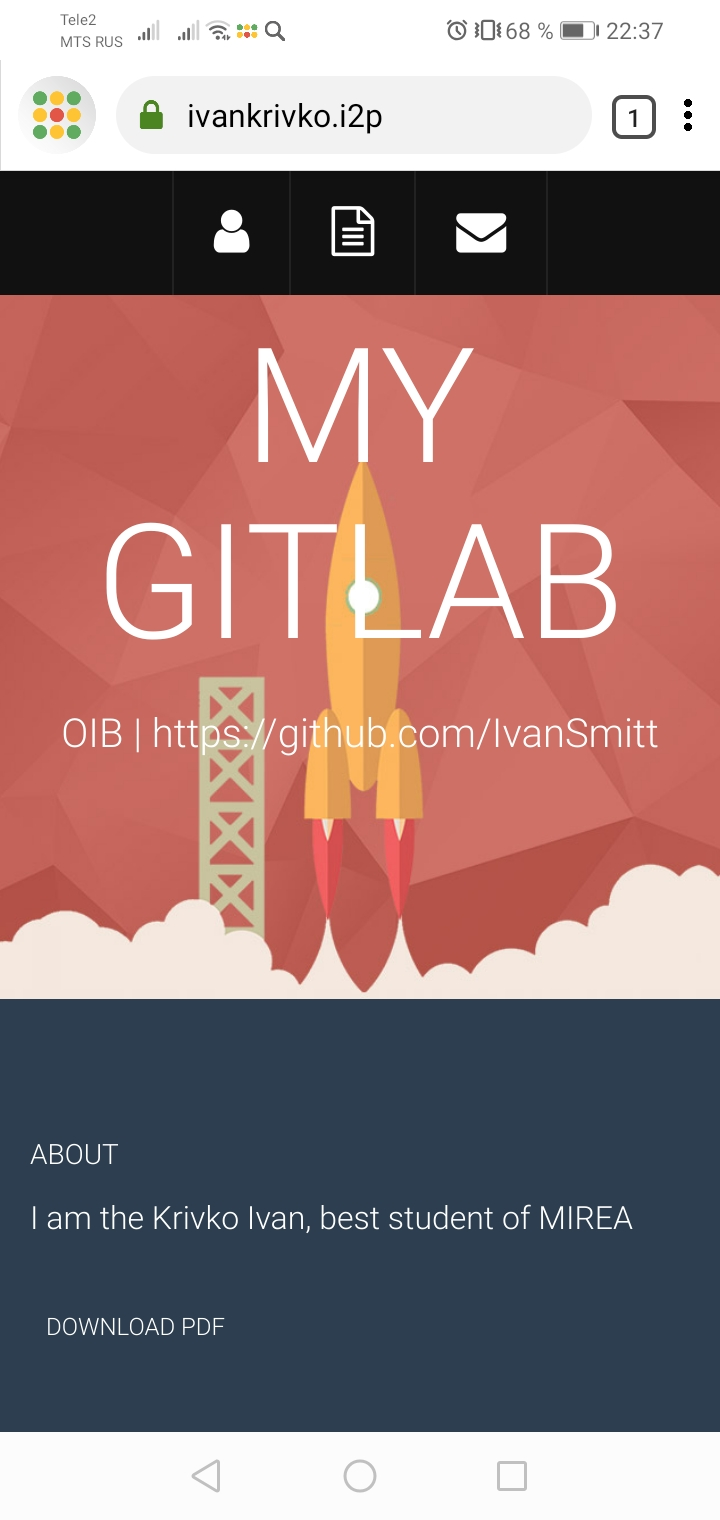 Tele2
MTS RUS
68 %
22:37
ivankrivko.i2p
1
MY
GITLAB
OIB | https://github.com/IvanSmitt
ABOUT
I am the Krivko Ivan, best student of MIREA
DOWNLOAD PDF